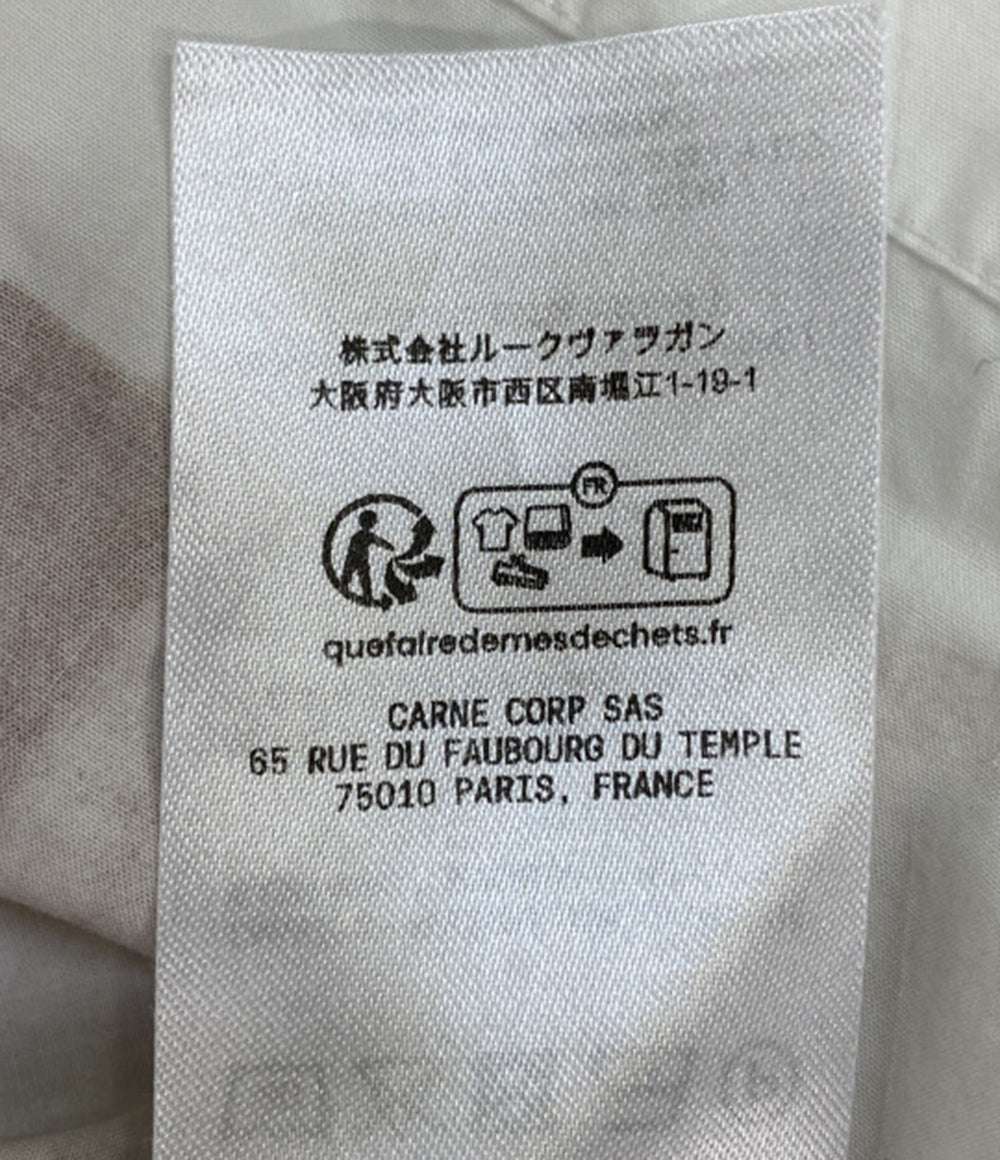 株式会社ルークヴァツガン
大阪府大阪市西区南堀江1-19-1
FR
quefairedemesdechets.fr
CARNE CORP SAS
65 RUE DU FAUBOURG DU TEMPLE
75010 PARIS, FRANCE